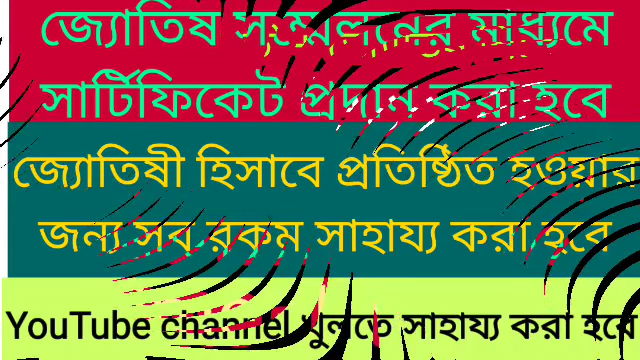 জ্যোতিষ সম্মেলনের মাধ্যমে
সার্টিফিকেট প্রদান করা হবে
জ্যোতিষী হিসাবে প্রতিষ্ঠিত হওয়ার
জন্য সব রকম সাহায্য করা হবে
YouTube channel খুলতে সাহায্য করা হবে